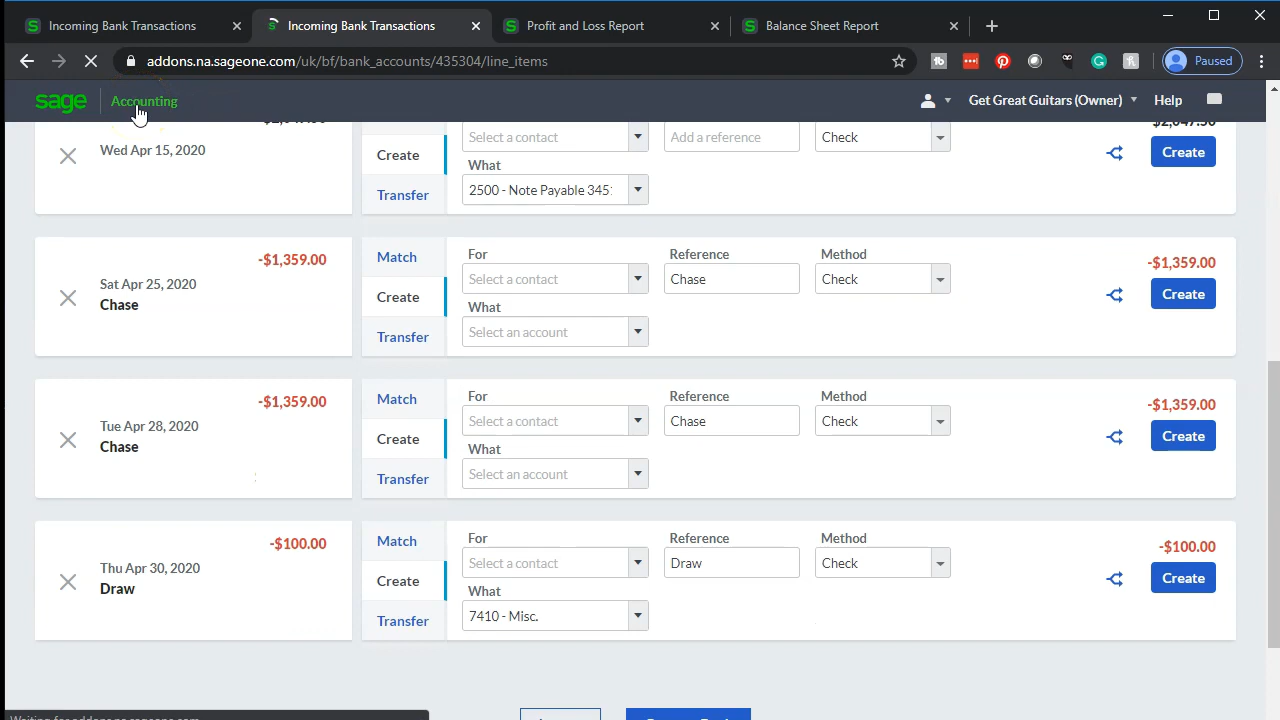 Incoming Bank Transactions
Incoming Bank Transactions
Profit and Loss Report
Balance Sheet Report
addons.na.sageone.com/uk/bf/bank_accounts/435304/line_items
Paused
sage
Accounting
Get Great Guitars (Owner)
Help
Wed Apr 15, 2020
Select a contact
Add a reference
Check
Create
Create
What
Transfer
2500 - Note Payable 345
-$1,359.00
Match
For
Reference
Method
-$1,359.00
Sat Apr 25, 2020
Select a contact
Chase
Check
Chase
Create
Create
What
Transfer
Select an account
-$1,359.00
Match
For
Reference
Method
-$1,359.00
Tue Apr 28, 2020
Select a contact
Chase
Check
Chase
Create
Create
What
Transfer
Select an account
-$100.00
Match
For
Reference
Method
-$100.00
Thu Apr 30, 2020
Select a contact
Draw
Check
Draw
Create
Create
What
Transfer
7410 - Misc.